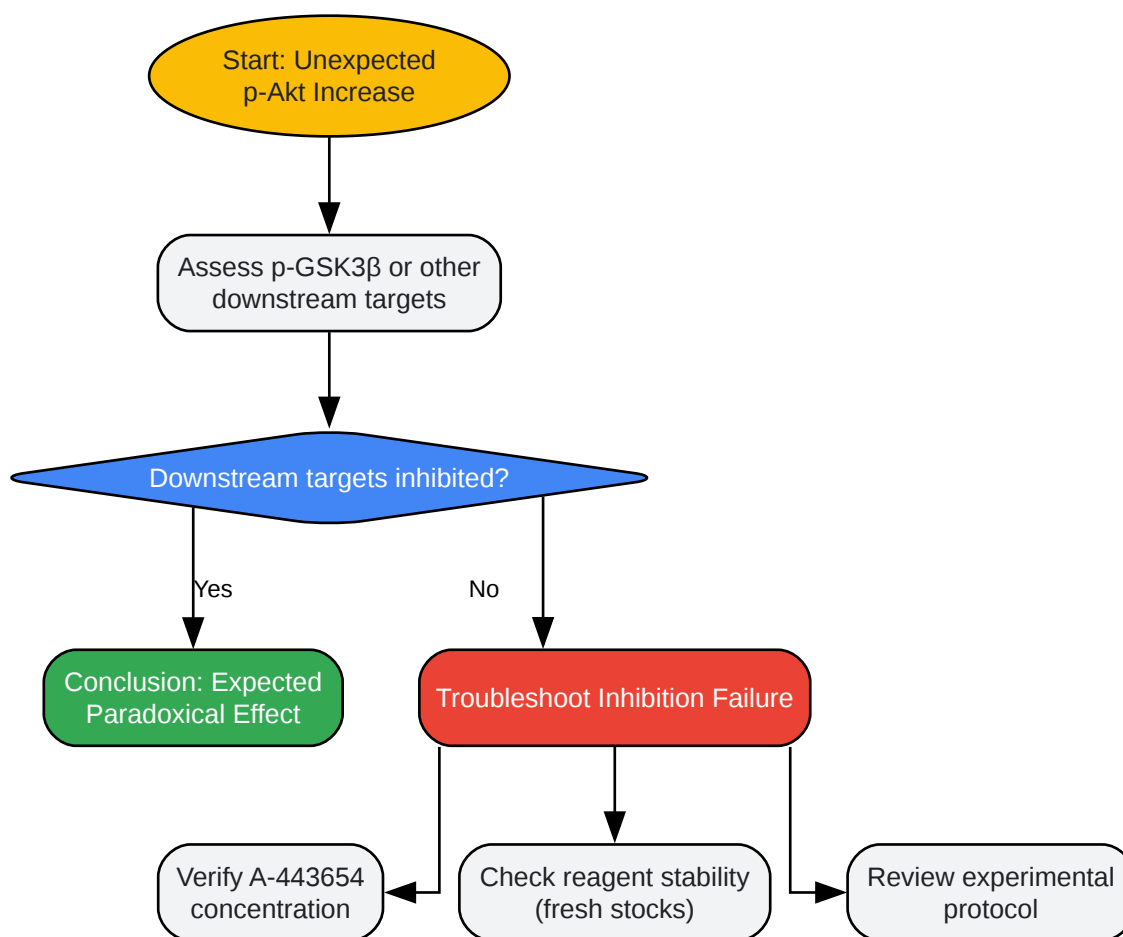 Start: Unexpected
p-Akt Increase
Assess p-GSK3β or other
downstream targets
Downstream targets inhibited?
Yes
No
Conclusion: Expected
Paradoxical Effect
Troubleshoot Inhibition Failure
Verify A-443654
concentration
Check reagent stability
(fresh stocks)
Review experimental
protocol